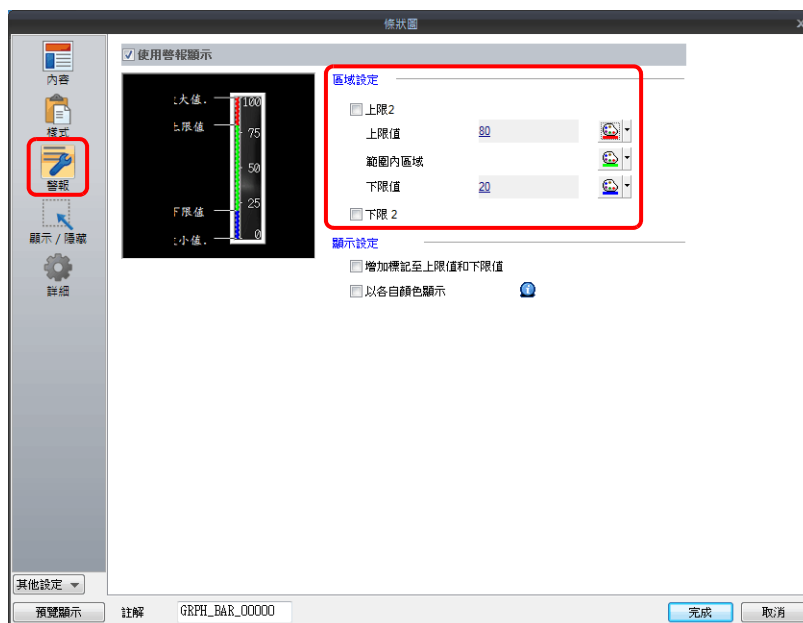 條狀圖
內容
樣式
警報
顯示 / 隱藏
詳細
其他設定
預覽顯示
使用警報顯示
大值.
上限值
下限值
小值.
100
75
50
25
0
區域設定
上限2
上限值 80
範圍內區域
下限值 20
下限 2
顯示設定
增加標記至上限值和下限值
以各自顏色顯示
註解 GRPH_BAR_00000
完成
取消